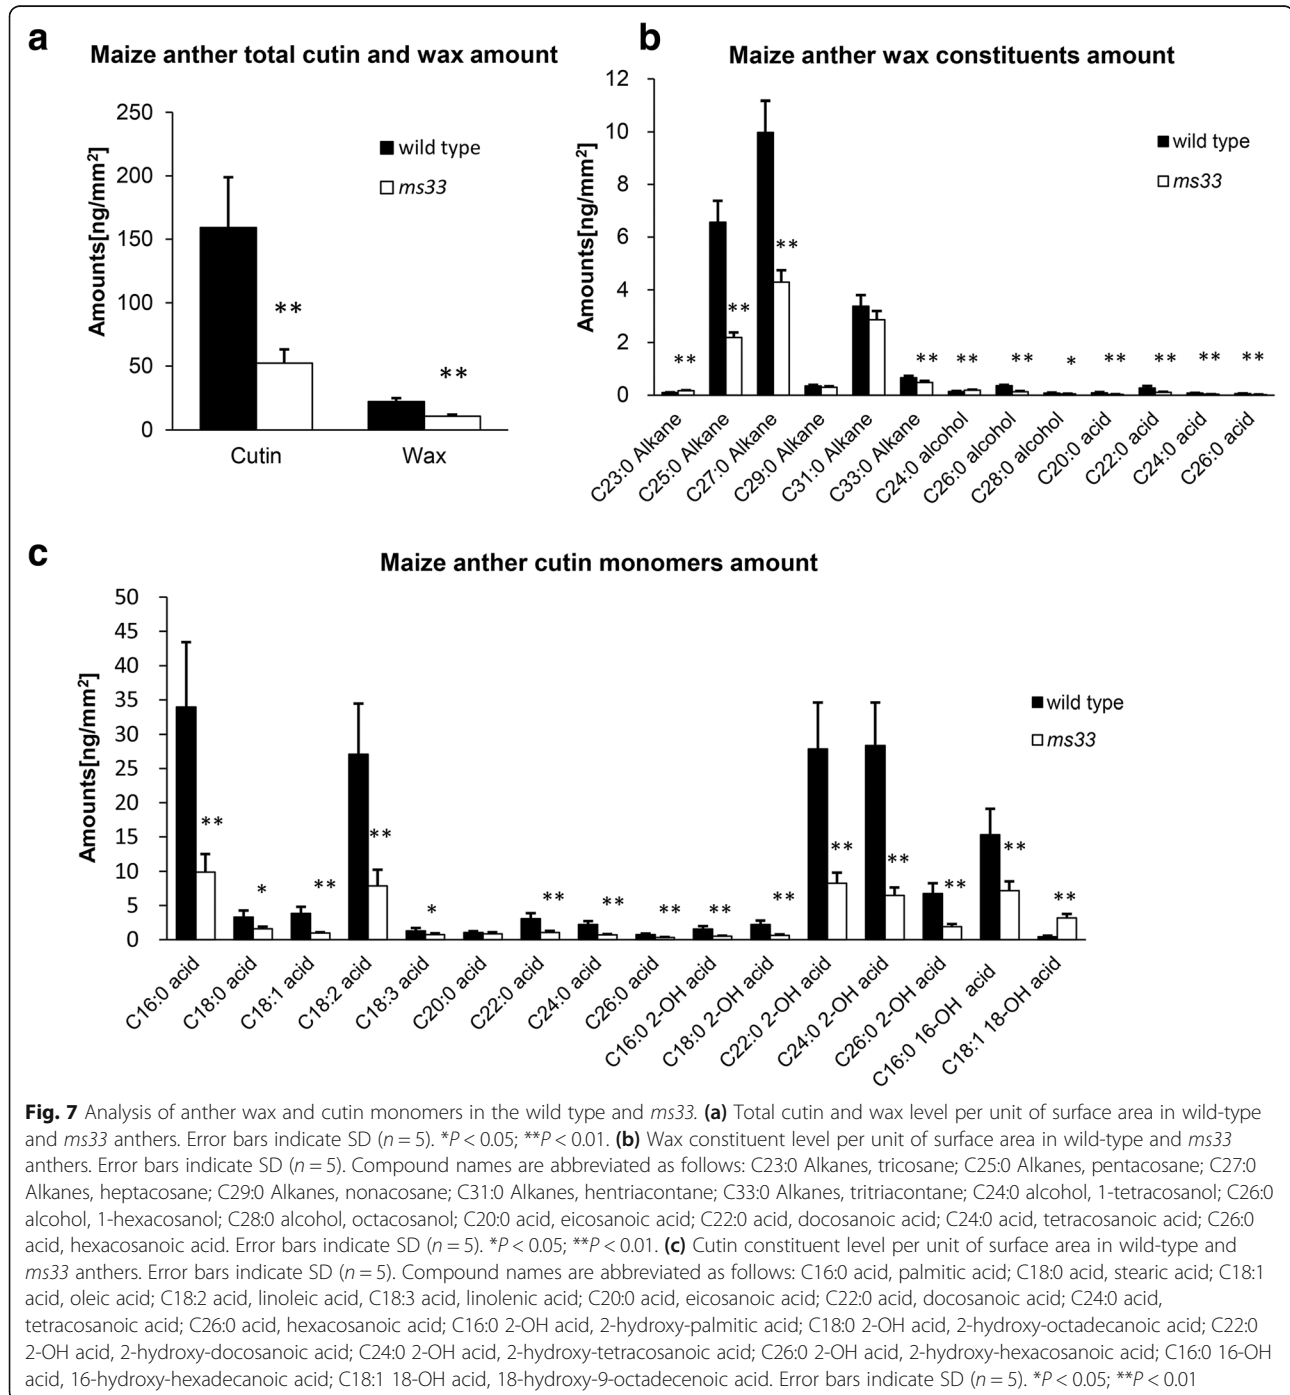 a
Maize anther total cutin and wax amount
Amounts[ng/mm²]
250
200
150
100
50
0
wild type
ms33
**
**
Cutin
Wax
b
Maize anther wax constituents amount
Amounts[ng/mm²]
12
10
8
6
4
2
0
wild type
ms33
**
**
**
**
**
**
*
**
**
**
**
C23:0 Alkane
C25:0 Alkane
C27:0 Alkane
C29:0 Alkane
C31:0 Alkane
C33:0 Alkane
C24:0 alcohol
C26:0 alcohol
C28:0 alcohol
C20:0 acid
C22:0 acid
C24:0 acid
C26:0 acid
c
Maize anther cutin monomers amount
Amounts[ng/mm²]
50
45
40
35
30
25
20
15
10
5
0
wild type
ms33
**
*
**
**
*
**
**
**
**
**
**
**
**
**
**
C16:0 acid
C18:0 acid
C18:1 acid
C18:2 acid
C18:3 acid
C20:0 acid
C22:0 acid
C24:0 acid
C26:0 acid
C16:0 2-OH acid
C18:0 2-OH acid
C22:0 2-OH acid
C24:0 2-OH acid
C26:0 2-OH acid
C16:0 16-OH acid
C18:1 18-OH acid
Fig. 7 Analysis of anther wax and cutin monomers in the wild type and ms33. (a) Total cutin and wax level per unit of surface area in wild-type
and ms33 anthers. Error bars indicate SD (n = 5). *P < 0.05; **P < 0.01. (b) Wax constituent level per unit of surface area in wild-type and ms33
anthers. Error bars indicate SD (n = 5). Compound names are abbreviated as follows: C23:0 Alkanes, tricosane; C25:0 Alkanes, pentacosane; C27:0
Alkanes, heptacosane; C29:0 Alkanes, nonacosane; C31:0 Alkanes, hentriacontane; C33:0 Alkanes, tritriacontane; C24:0 alcohol, 1-tetracosanol; C26:0
alcohol, 1-hexacosanol; C28:0 alcohol, octacosanol; C20:0 acid, eicosanoic acid; C22:0 acid, docosanoic acid; C24:0 acid, tetracosanoic acid; C26:0
acid, hexacosanoic acid. Error bars indicate SD (n = 5). *P < 0.05; **P < 0.01. (c) Cutin constituent level per unit of surface area in wild-type and
ms33 anthers. Error bars indicate SD (n = 5). Compound names are abbreviated as follows: C16:0 acid, palmitic acid; C18:0 acid, stearic acid; C18:1
acid, oleic acid; C18:2 acid, linoleic acid, C18:3 acid, linolenic acid; C20:0 acid, eicosanoic acid; C22:0 acid, docosanoic acid; C24:0 acid,
tetracosanoic acid; C26:0 acid, hexacosanoic acid; C16:0 2-OH acid, 2-hydroxy-palmitic acid; C18:0 2-OH acid, 2-hydroxy-octadecanoic acid; C22:0
2-OH acid, 2-hydroxy-docosanoic acid; C24:0 2-OH acid, 2-hydroxy-tetracosanoic acid; C26:0 2-OH acid, 2-hydroxy-hexacosanoic acid; C16:0 16-OH
acid, 16-hydroxy-hexadecanoic acid; C18:1 18-OH acid, 18-hydroxy-9-octadecenoic acid. Error bars indicate SD (n = 5). *P < 0.05; **P < 0.01